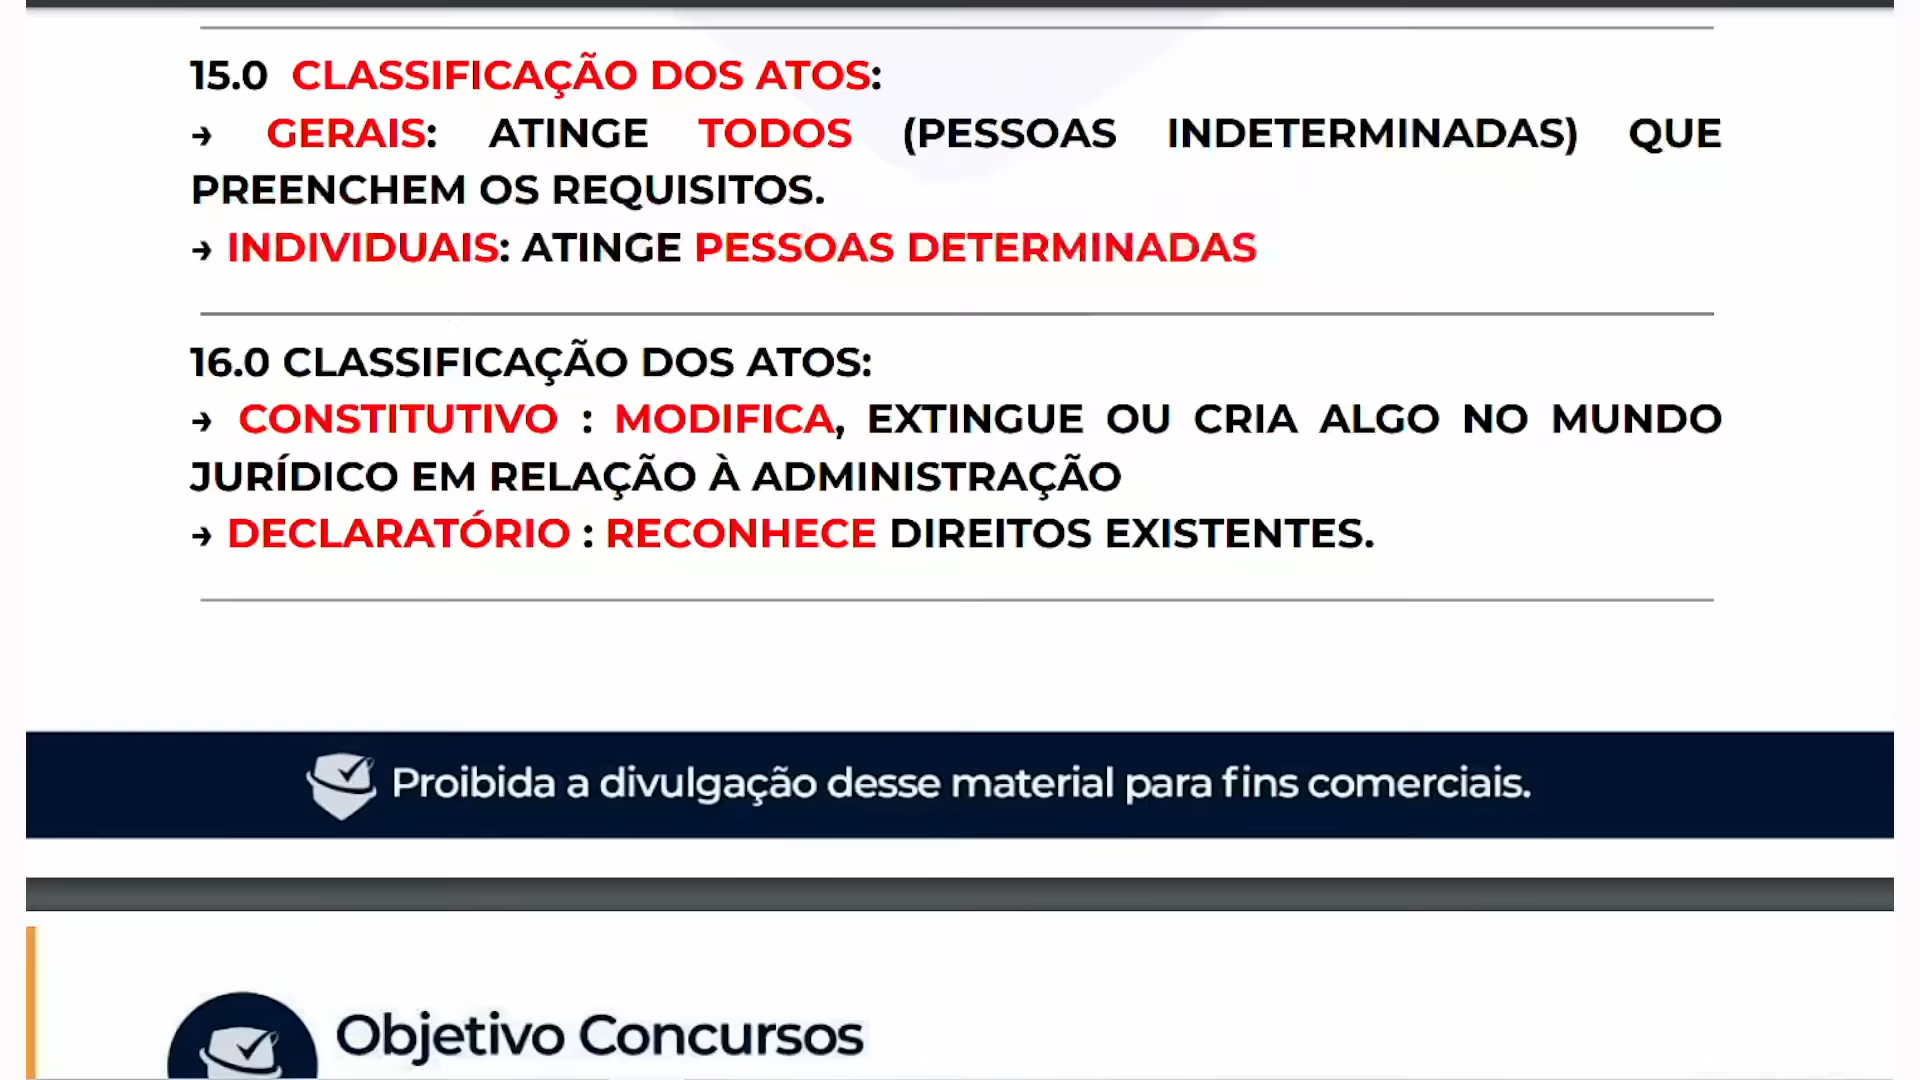 15.0 CLASSIFICAÇÃO DOS ATOS:
→ GERAIS: ATINGE TODOS (PESSOAS INDETERMINADAS) QUE
PREENCHEM OS REQUISITOS.
→ INDIVIDUAIS: ATINGE PESSOAS DETERMINADAS
16.0 CLASSIFICAÇÃO DOS ATOS:
→ CONSTITUTIVO : MODIFICA, EXTINGUE OU CRIA ALGO NO MUNDO
JURÍDICO EM RELAÇÃO À ADMINISTRAÇÃO
→ DECLARATÓRIO : RECONHECE DIREITOS EXISTENTES.
Proibida a divulgação desse material para fins comerciais.
Objetivo Concursos